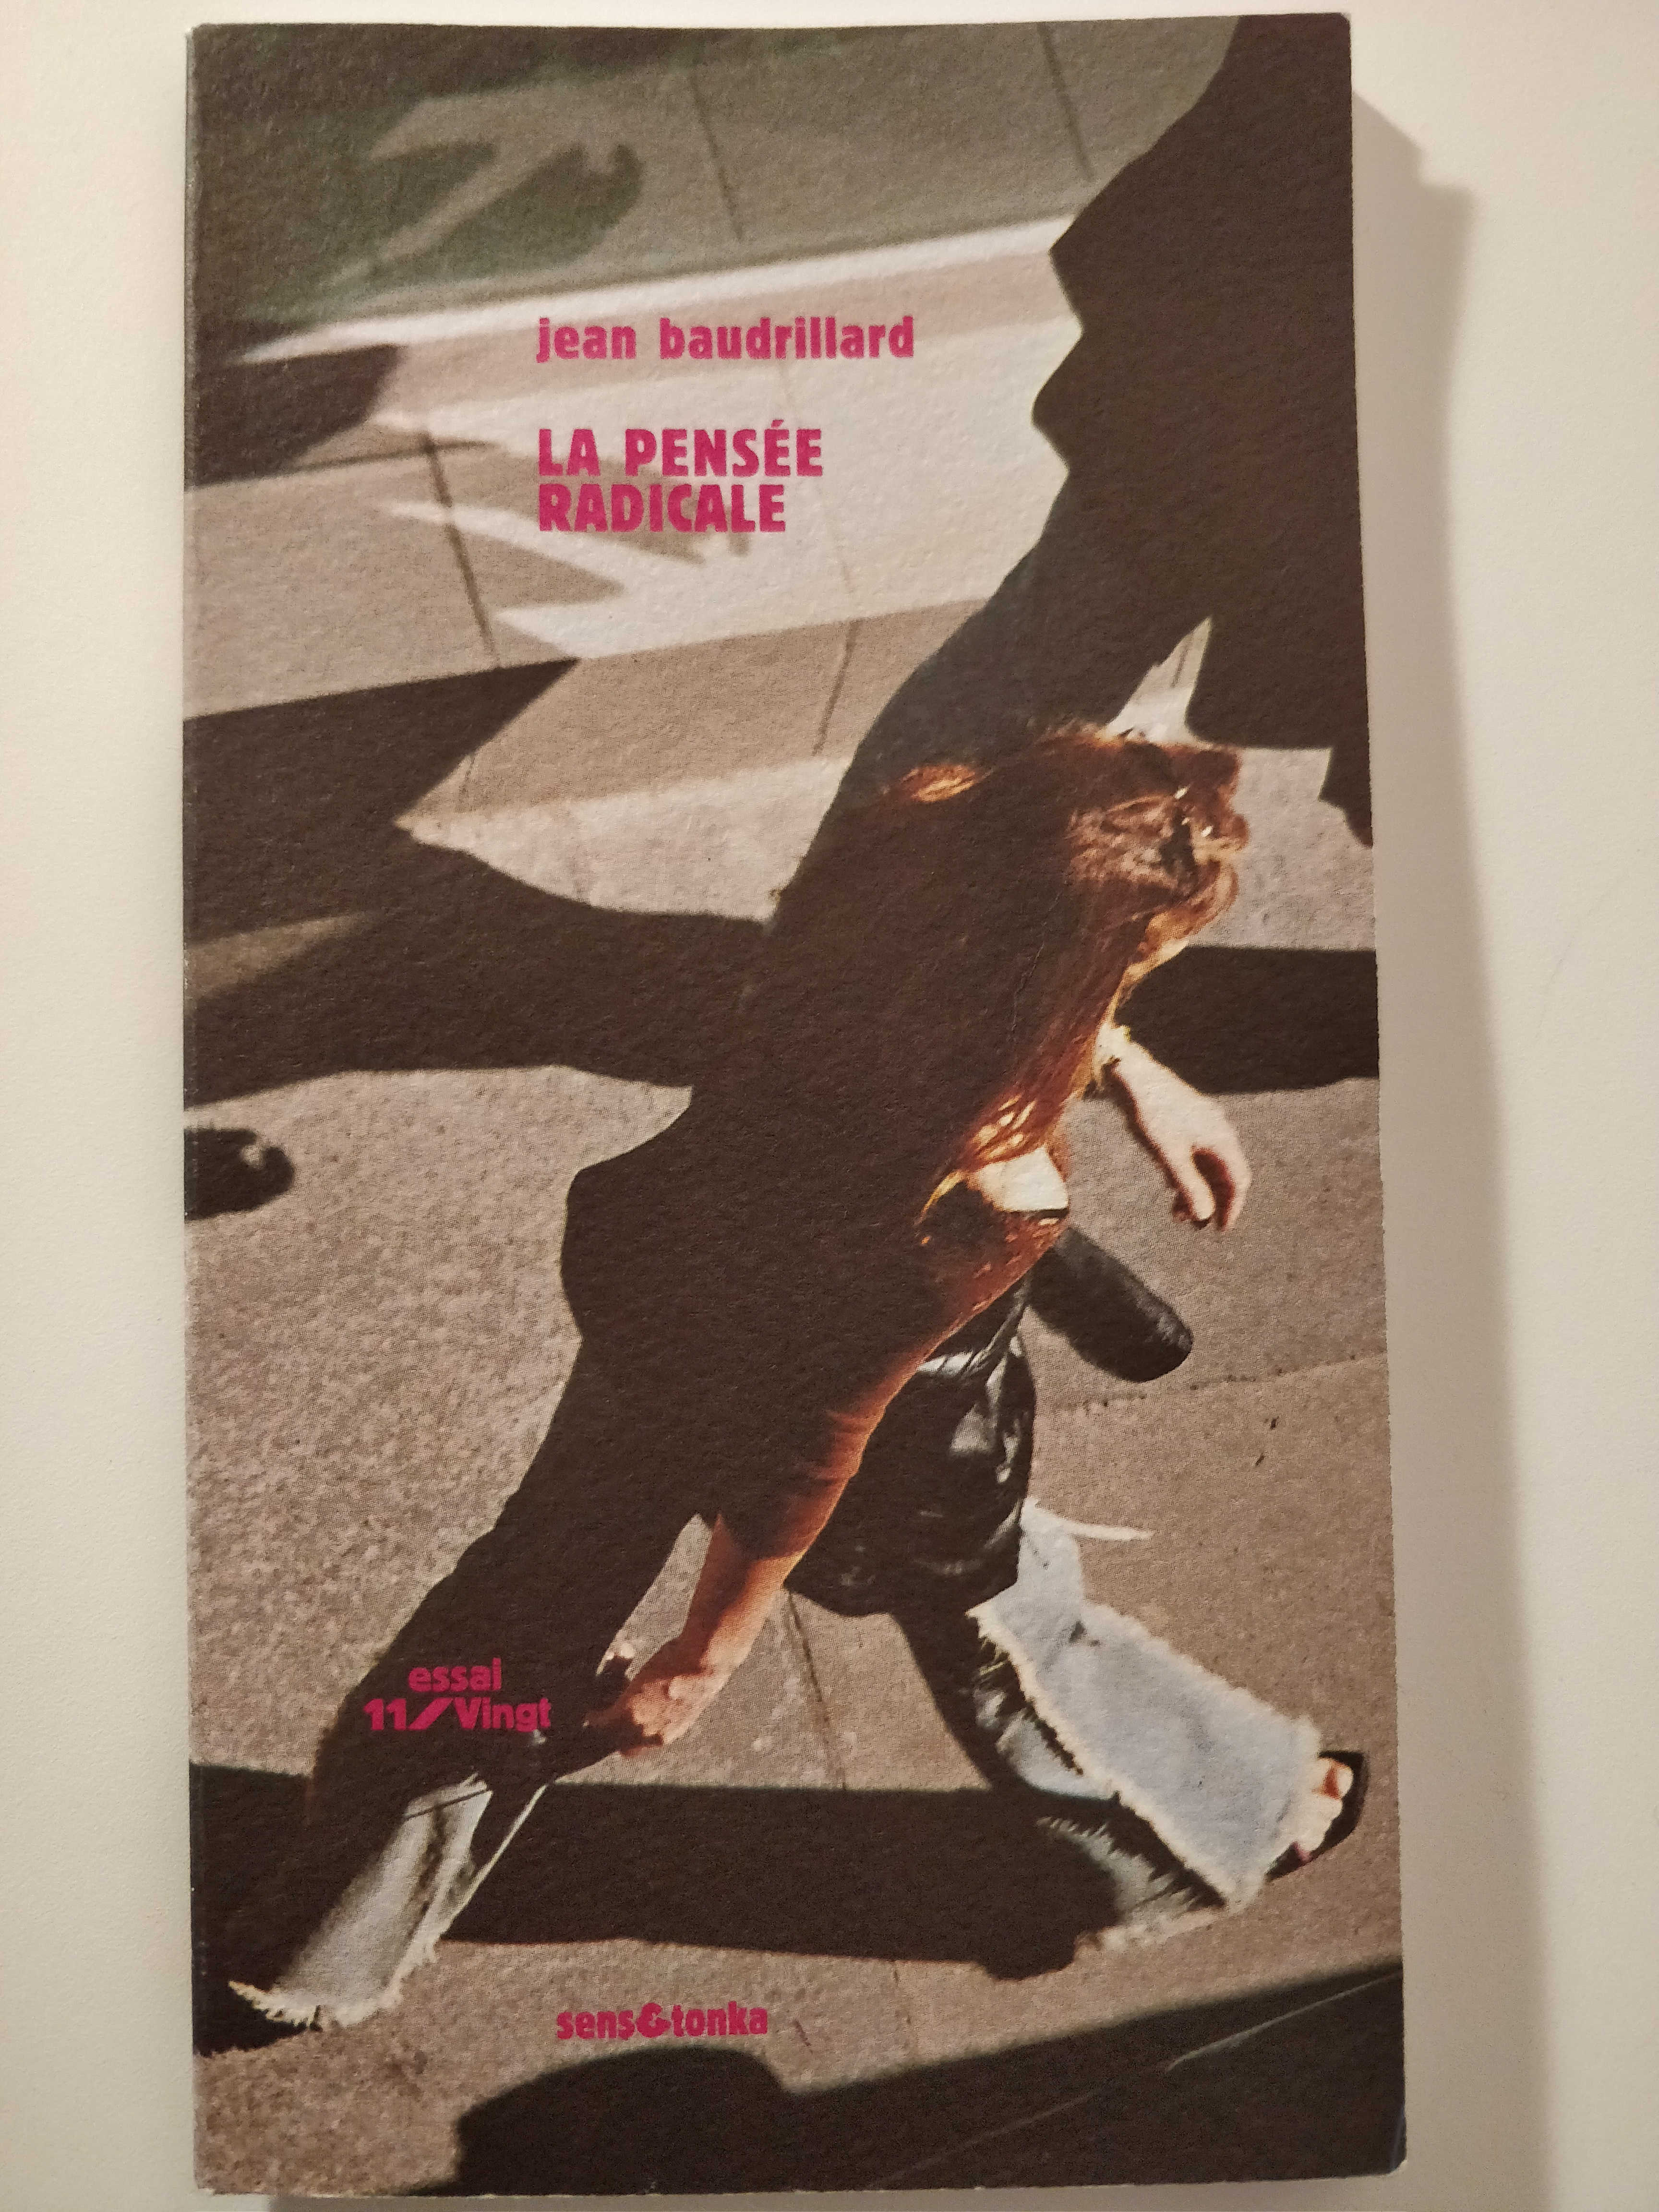 jean baudrillard
LA PENSÉE
RADICALE
essai
11/Vingt
sens&tonka